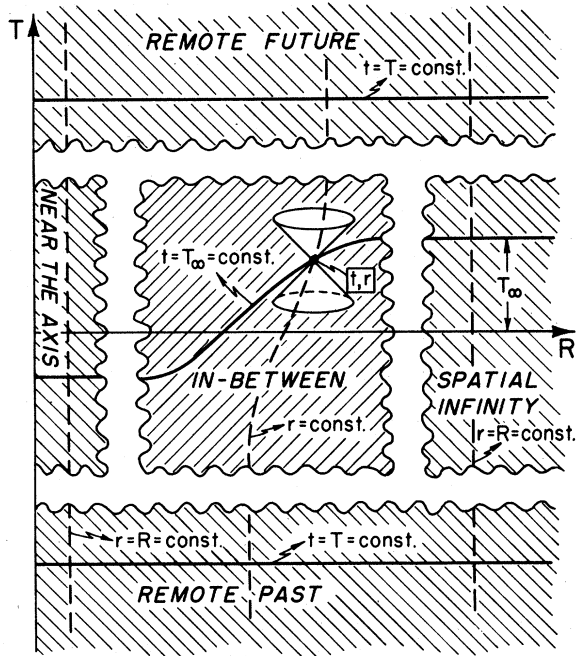 T
REMOTE FUTURE
t=T=const.
NEAR THE AXIS
t=T∞=const.
t,r
T∞
R
IN-BETWEEN
SPATIAL
INFINITY
r=const.
r=R=const.
r=R=const.
t=T=const.
REMOTE PAST